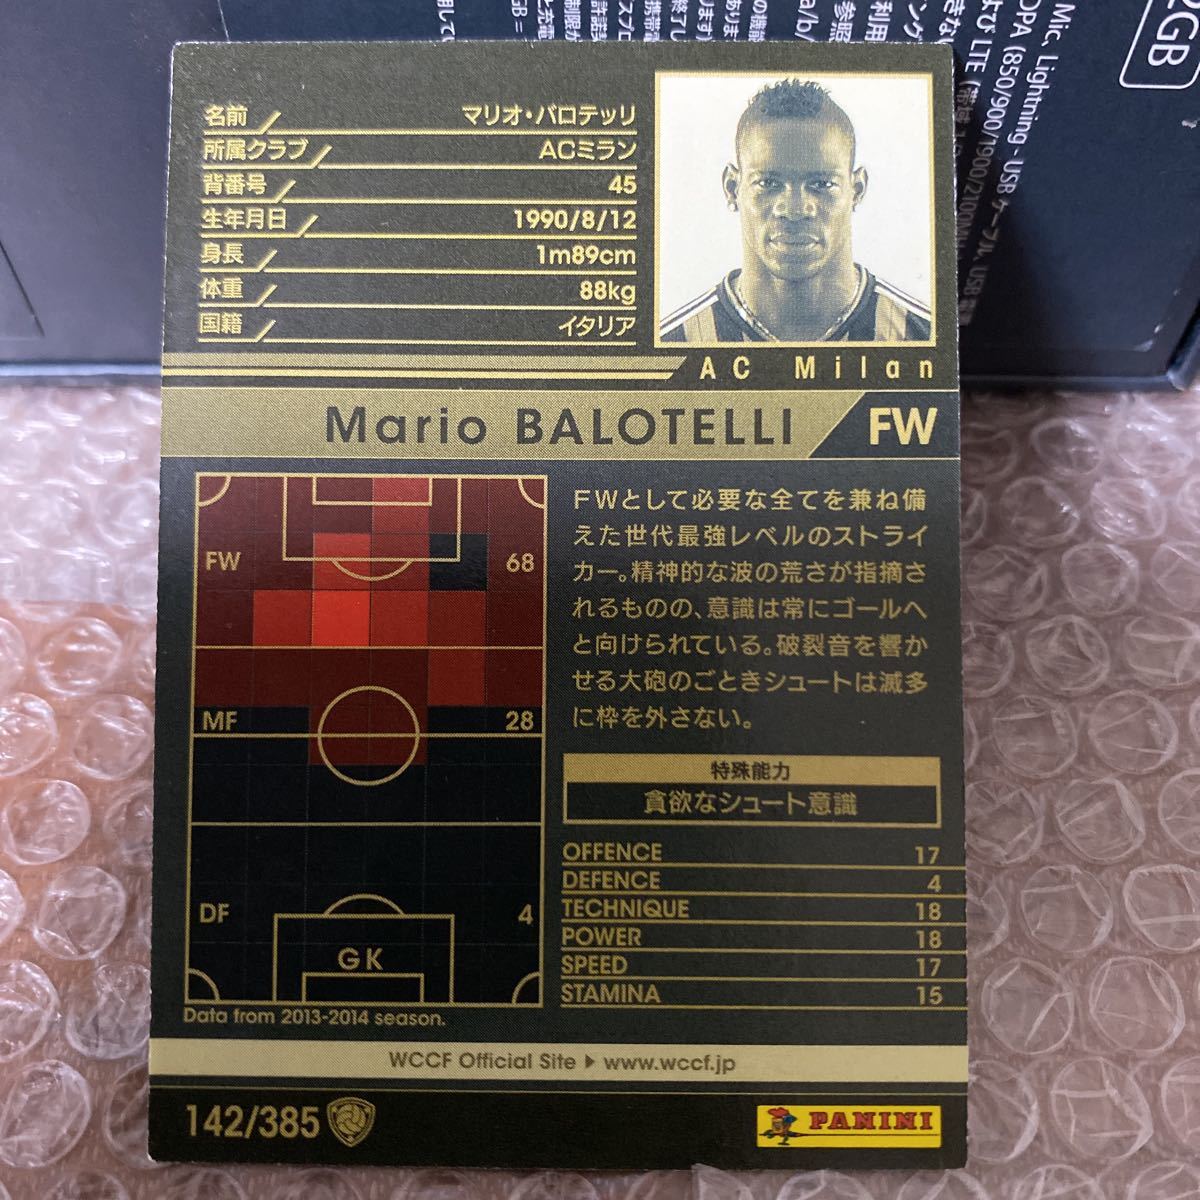 名前 マリオ・バロテッリ
所属クラブ ACミラン
背番号 45
生年月日 1990/8/12
身長 1m89cm
体重 88kg
国籍 イタリア
AC Milan
Mario BALOTELLI FW
FW 68
MF 28
DF 4
GK
Data from 2013-2014 season.
FWとして必要な全てを兼ね備
えた世代最強レベルのストライ
カー。精神的な波の荒さが指摘さ
れるものの、意識は常にゴールへ
と向けられている。破裂音を響か
せる大砲のごときシュートは滅多
に枠を外さない。
特殊能力
貪欲なシュート意識
OFFENCE 17
DEFENCE 4
TECHNIQUE 18
POWER 18
SPEED 17
STAMINA 15
WCCF Official Site ▶ www.wccf.jp
142/385
PANINI
2GB
Mic, Lightning - USB ケーブル, USB